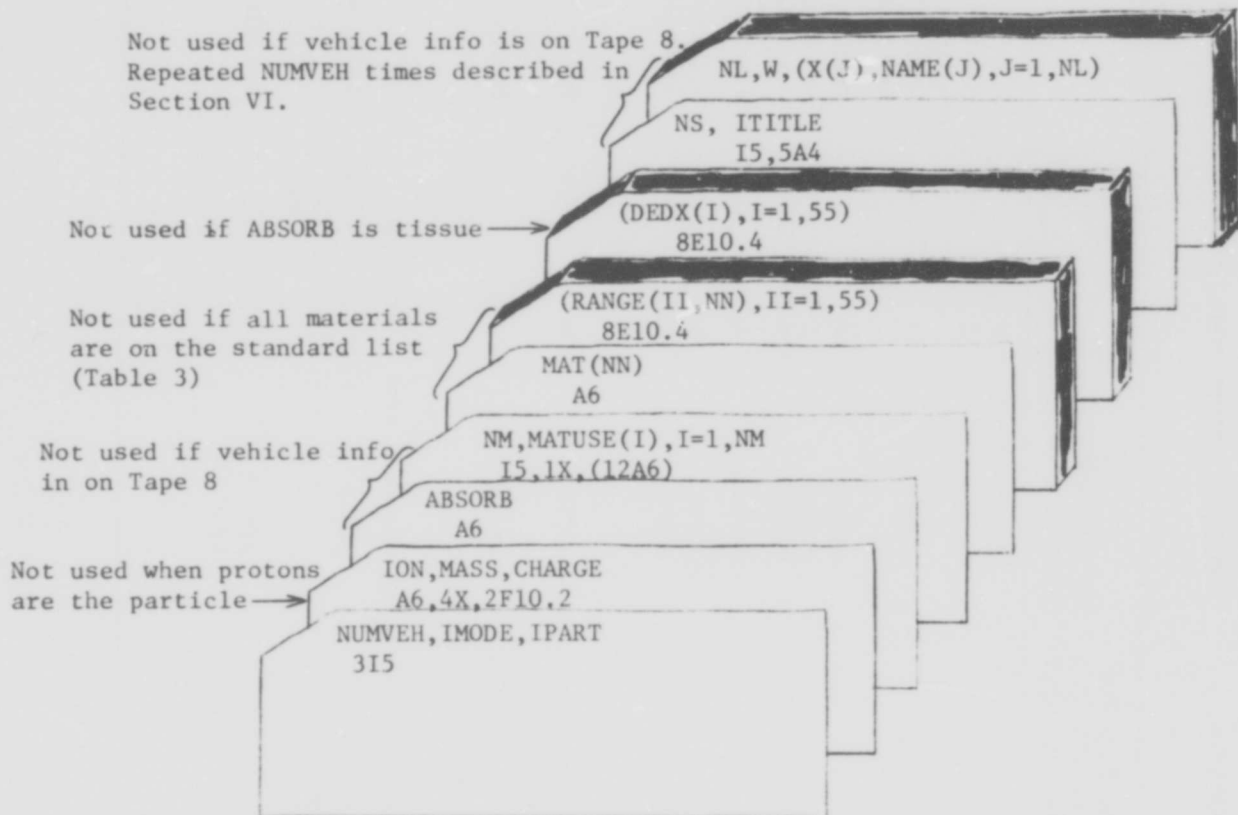 Not used if vehicle info is on Tape 8.
Repeated NUMVEH times described in
Section VI.
NL,W,(X(J),NAME(J),J=1,NL)
NS, ITITLE
I5,5A4
Not used if ABSORB is tissue
(DEDX(I),I=1,55)
8E10.4
Not used if all materials
are on the standard list
(Table 3)
(RANGE(II,NN),II=1,55)
8E10.4
MAT(NN)
A6
Not used if vehicle info
in on Tape 8
NM,MATUSE(I),I=1,NM
I5,1X,(12A6)
ABSORB
A6
Not used when protons
are the particle
ION,MASS,CHARGE
A6,4X,2F10.2
NUMVEH,IMODE,IPART
3I5